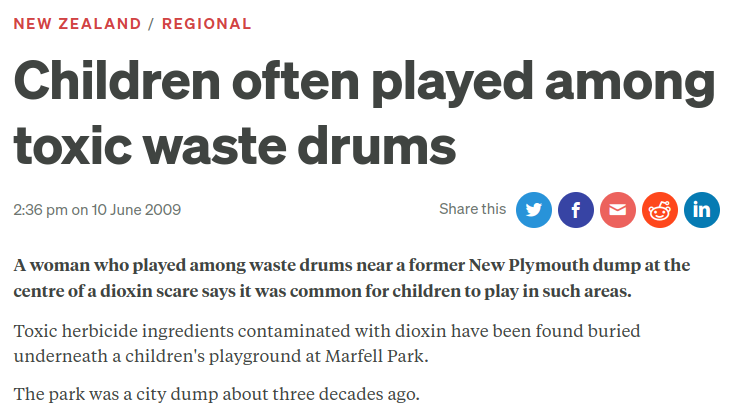 NEW ZEALAND / REGIONAL
Children often played among
toxic waste drums
2:36 pm on 10 June 2009
Share this
f
in
A woman who played among waste drums near a former New Plymouth dump at the
centre of a dioxin scare says it was common for children to play in such areas.
Toxic herbicide ingredients contaminated with dioxin have been found buried
underneath a children's playground at Marfell Park.
The park was a city dump about three decades ago.